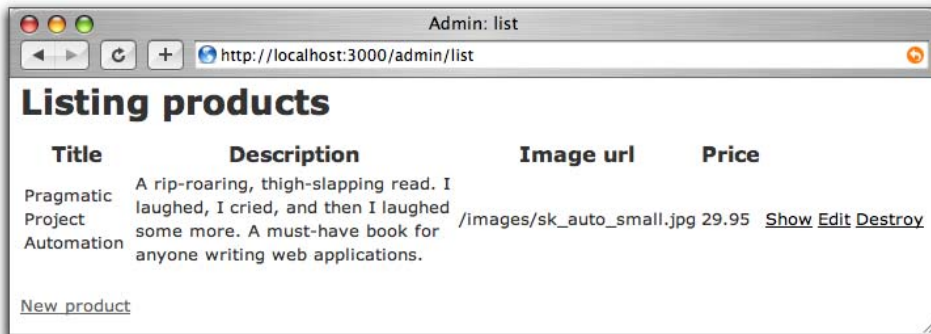 Admin: list
http://localhost:3000/admin/list
Listing products
Title Description Image url Price
Pragmatic
Project
Automation
A rip-roaring, thigh-slapping read. I
laughed, I cried, and then I laughed
some more. A must-have book for
anyone writing web applications.
/images/sk_auto_small.jpg 29.95 Show Edit Destroy
New product